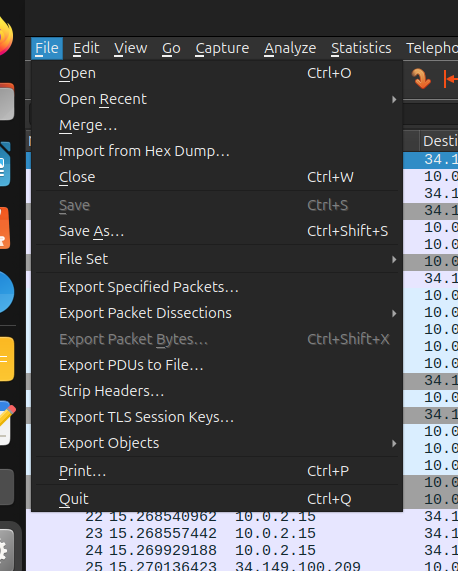 File Edit View Go Capture Analyze Statistics Telepho
Open Ctrl+O
Open Recent
Merge...
Import from Hex Dump...
Close Ctrl+W
Save Ctrl+S
Save As... Ctrl+Shift+S
File Set
Export Specified Packets...
Export Packet Dissections
Export Packet Bytes... Ctrl+Shift+X
Export PDUs to File...
Strip Headers...
Export TLS Session Keys...
Export Objects
Print... Ctrl+P
Quit Ctrl+Q
Desti
34.1
10.0
34.1
34.1
10.0
10.0
10.0
34.1
10.0
10.0
10.0
10.0
10.0
34.1
10.0
34.1
10.0
10.0
10.0
10.0
10.0
22 15.268540962 10.0.2.15 34.1
23 15.268557442 10.0.2.15 34.1
24 15.269929188 10.0.2.15 34.1
25 15.270136423 34.149.100.209 10.0